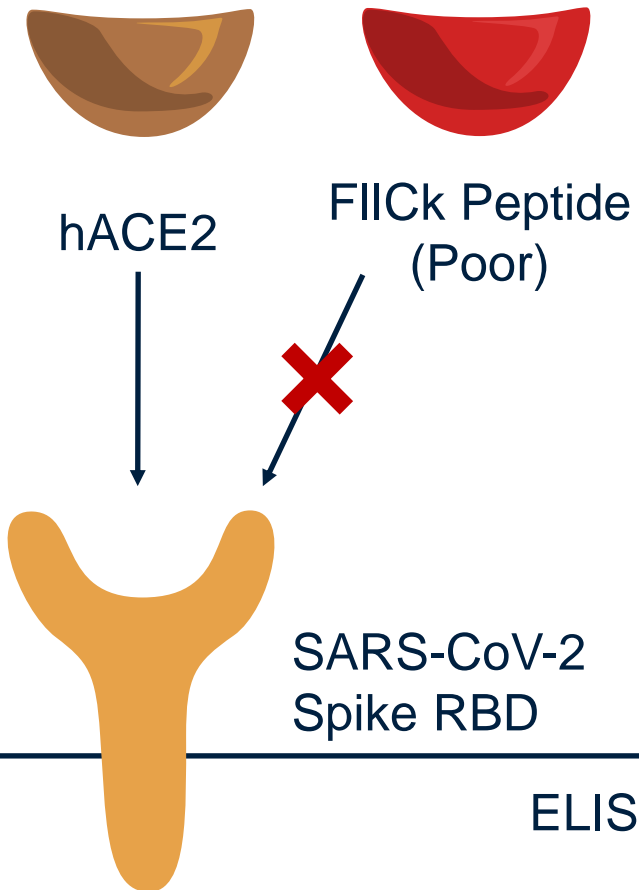 hACE2
FIICk Peptide
(Poor)
SARS-CoV-2
Spike RBD
ELIS